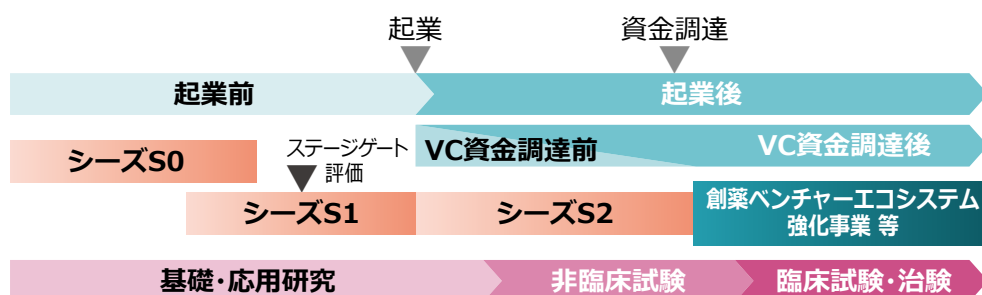 起業
資金調達
起業前
起業後
VC資金調達前
VC資金調達後
シーズS0
ステージゲート
評価
シーズS1
シーズS2
創薬ベンチャーエコシステム
強化事業 等
基礎・応用研究
非臨床試験
臨床試験・治験